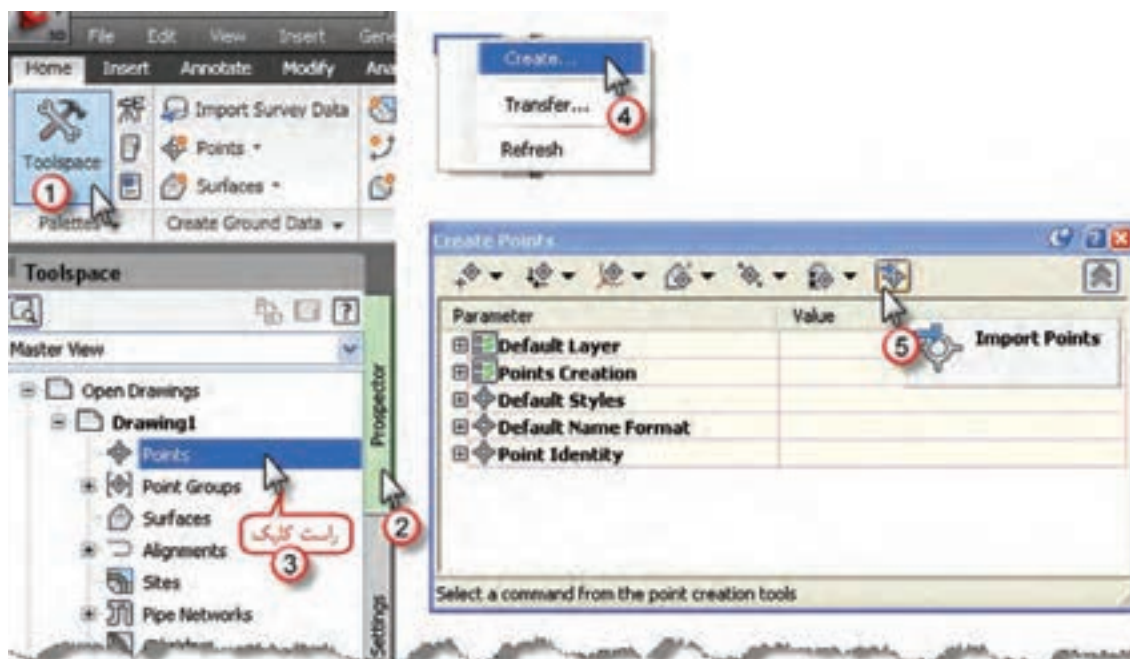 File Edit View Insert
Home Insert Annotate Modify
Toolspace
Import Survey Data
Points
Surfaces
1
Palettes
Create Ground Data
Toolspace
Master View
Open Drawings
Drawing1
Points
Point Groups
Surfaces
Alignments
Sites
Pipe Networks
Prospector
Settings
2
راست کلیک
3
Create...
Transfer...
Refresh
4
Create Points
Parameter Value
Default Layer
Points Creation
Default Styles
Default Name Format
Point Identity
5
Import Points
Select a command from the point creation tools